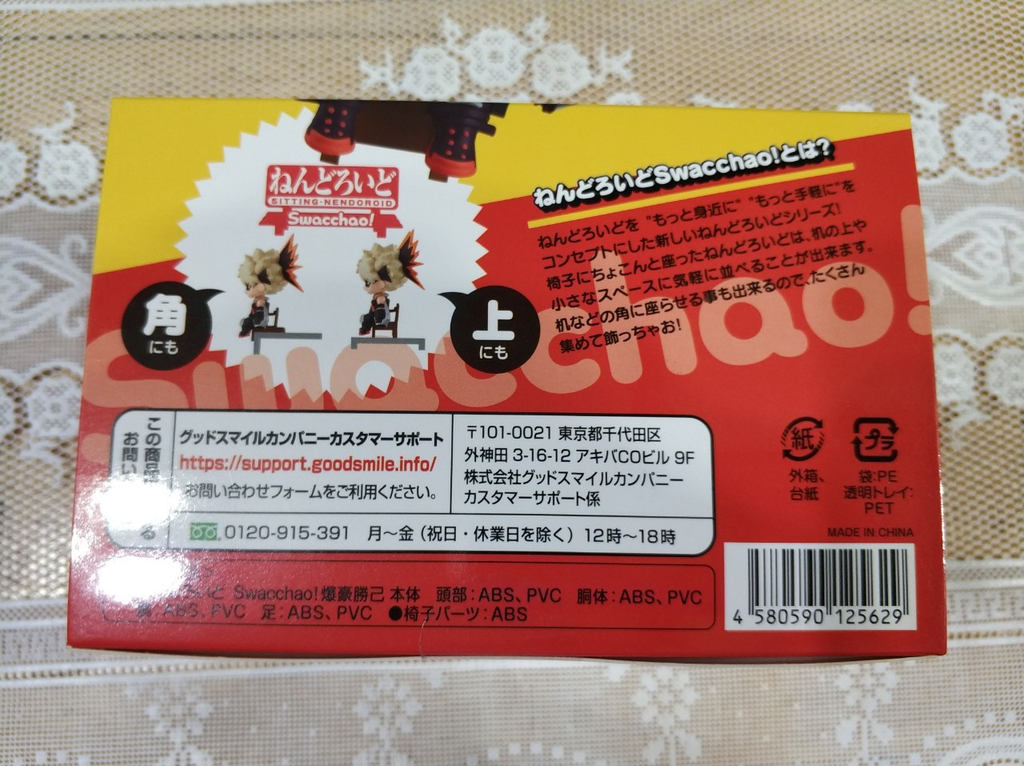 ねんどろいど
SITTING-NENDOROID
Swacchao!
角
にも
上
にも
ねんどろいどSwacchao!とは?
ねんどろいどを "もっと身近に" "もっと手軽に"を
コンセプトにした新しいねんどろいどシリーズ!
椅子にちょこんと座ったねんどろいどは、机の上や
小さなスペースに気軽に並べることが出来ます。
机などの角に座らせる事も出来るので、たくさん
集めて飾っちゃお!
Swacchao!
この商品
お問い
る
グッドスマイルカンパニーカスタマーサポート
https://support.goodsmile.info/
お問い合わせフォームをご利用ください。
〒101-0021 東京都千代田区
外神田 3-16-12 アキバCOビル 9F
株式会社グッドスマイルカンパニー
カスタマーサポート係
0120-915-391 月~金(祝日・休業日を除く)12時~18時
紙
外箱、
台紙
プラ
袋:PE
透明トレイ:
PET
MADE IN CHINA
ろいど Swacchao!爆豪勝己 本体 頭部:ABS、PVC 胴体:ABS、PVC
ABS、PVC 足:ABS、PVC ●椅子パーツ:ABS
4 580590 125629